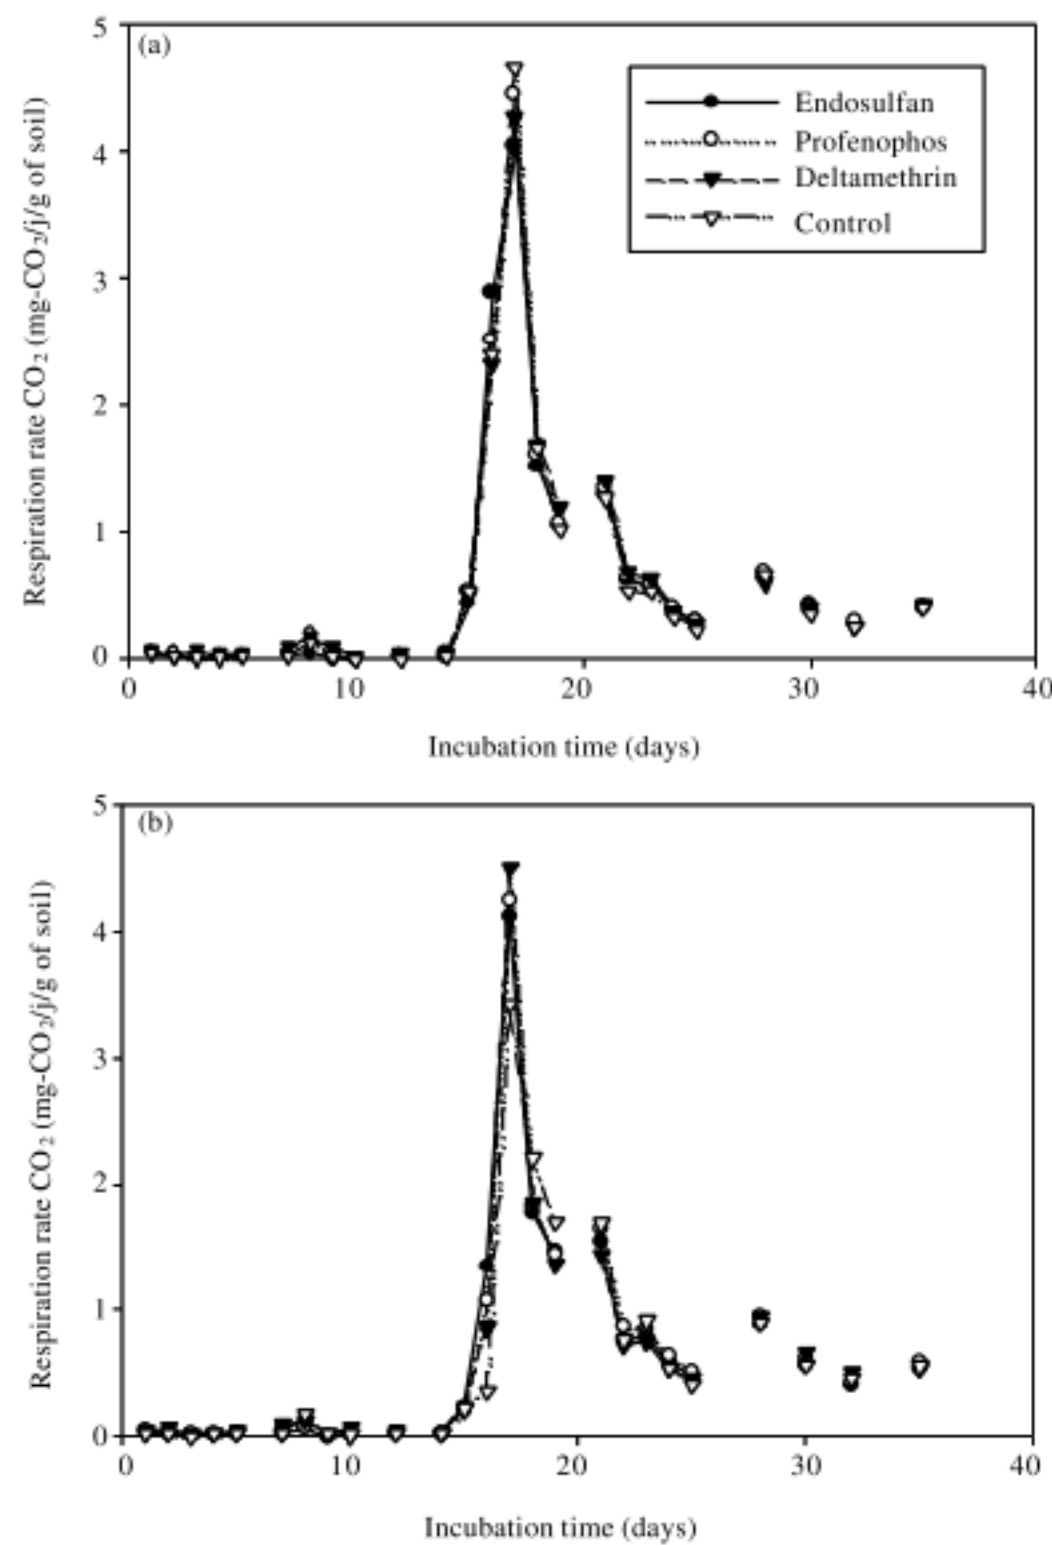 (a)
Respiration rate CO₂ (mg-CO₂/j/g of soil)
5
4
3
2
1
0
Endosulfan
Profenophos
Deltamethrin
Control
0 10 20 30 40
Incubation time (days)
(b)
Respiration rate CO₂ (mg-CO₂/j/g of soil)
5
4
3
2
1
0
0 10 20 30 40
Incubation time (days)